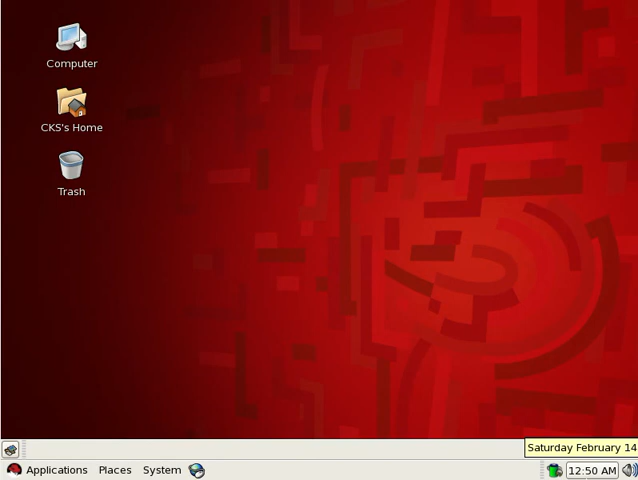 Computer
CKS's Home
Trash
Saturday February 14
Applications Places System 12:50 AM